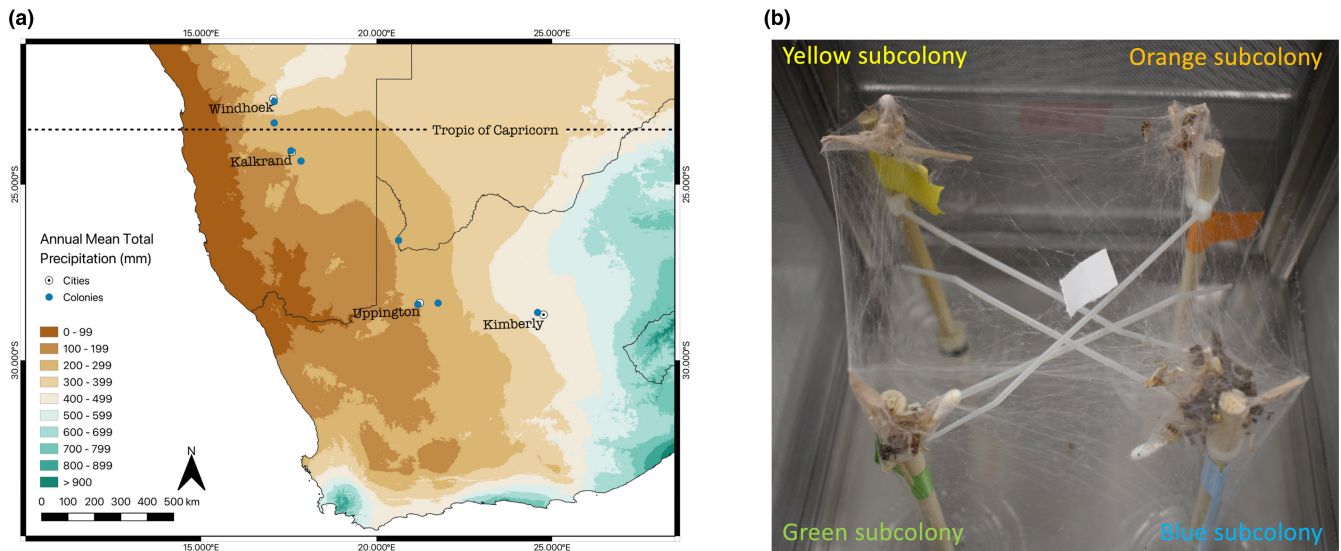 (a)
15.000°E 20.000°E 25.000°E
Windhoek
Tropic of Capricorn
Kalkrand
25.000°S 25.000°S
Annual Mean Total
Precipitation (mm)
Cities
Colonies
Uppington
Kimberly
0 - 99
100 - 199
200 - 299
300 - 399
400 - 499
500 - 599
600 - 699
700 - 799
800 - 899
> 900
30.000°S 30.000°S
N
0 100 200 300 400 500 km
15.000°E 20.000°E 25.000°E
(b)
Yellow subcolony Orange subcolony
Green subcolony Blue subcolony